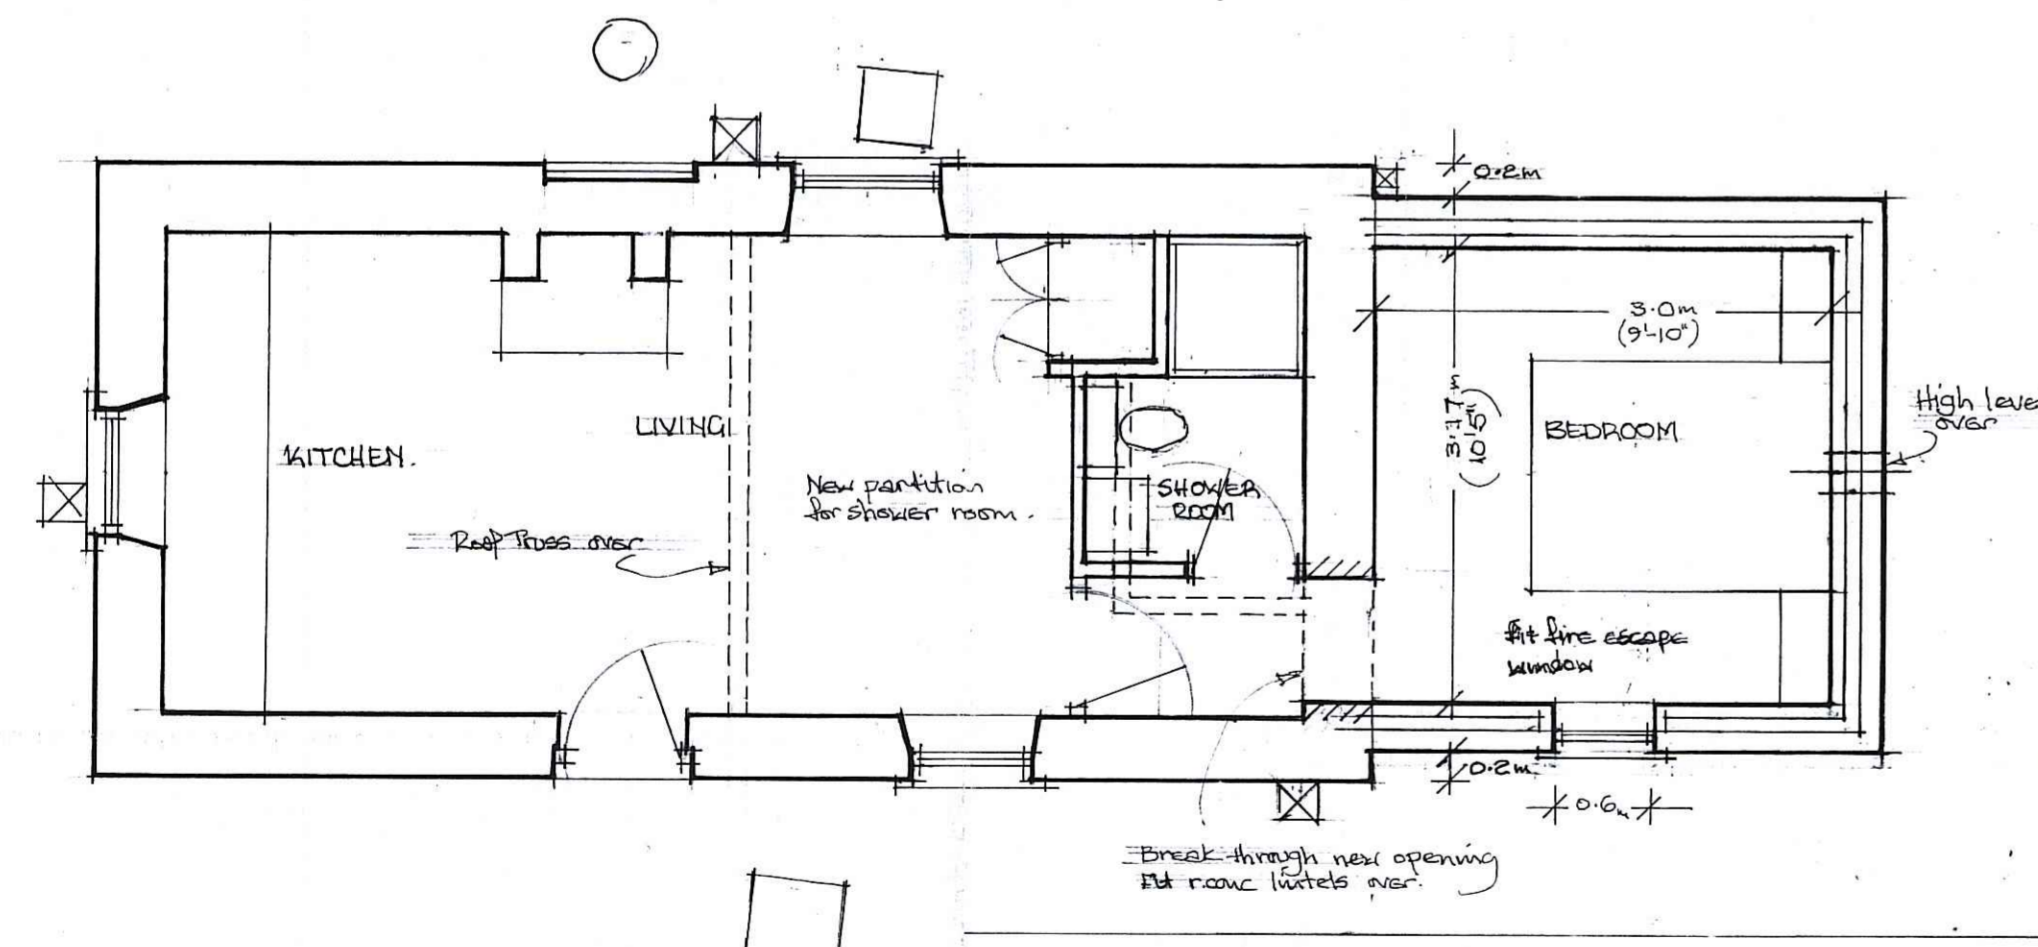 0.2m
3.0m
(9'-10")
3.17m
(10'5")
High leve
over
BEDROOM
LIVING
KITCHEN.
New partition
for shower room.
SHOWER
ROOM
Roof Truss over
Fit fire escape
window
0.2m
0.6m
Break through new opening
Fit r.conc lintels over.